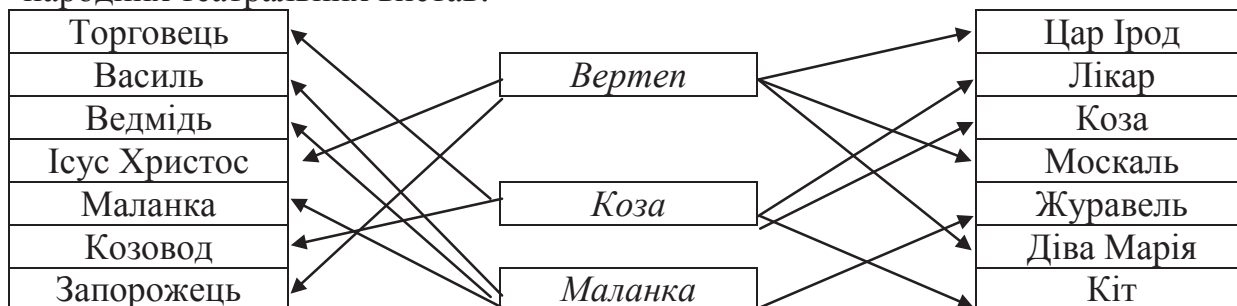 народних театральних вистав.
Торговець
Василь
Ведмідь
Ісус Христос
Маланка
Козовод
Запорожець
Вертеп
Коза
Маланка
Цар Ірод
Лікар
Коза
Москаль
Журавель
Діва Марія
Кіт